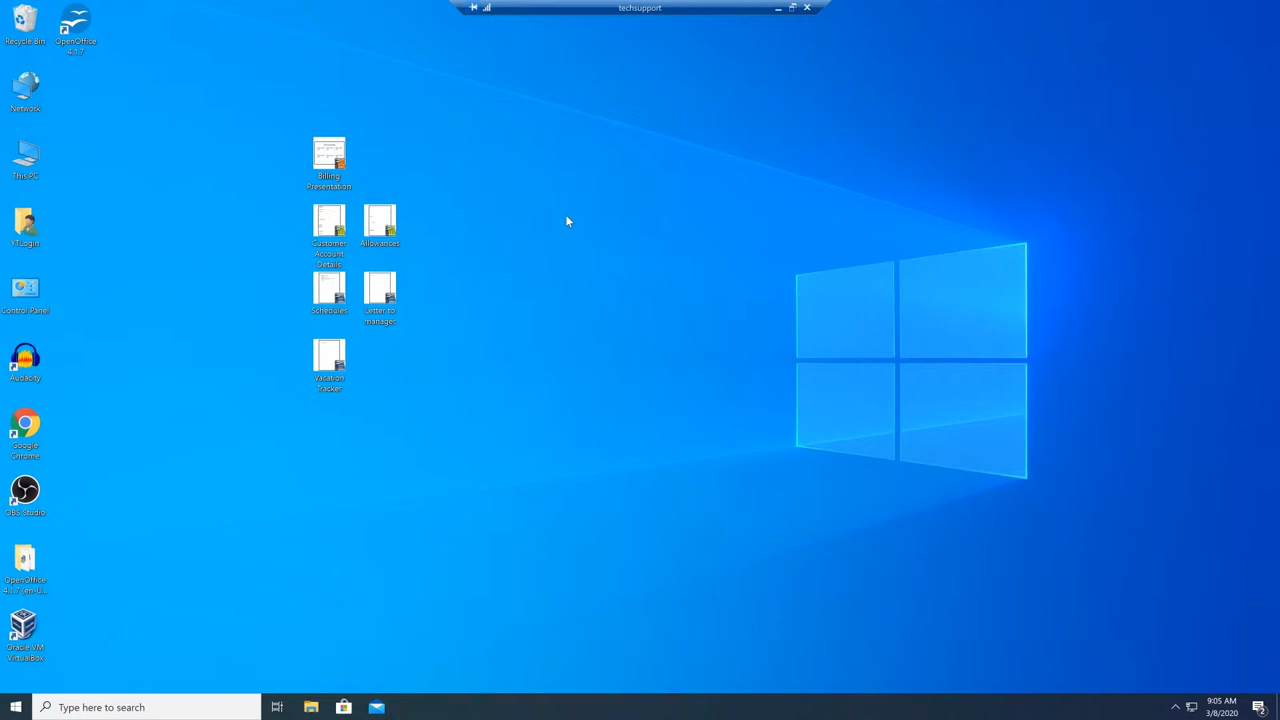 techsupport
Recycle Bin
OpenOffice
4.1.7
Network
This PC
YTLogin
Control Panel
Audacity
Google
Chrome
OBS Studio
OpenOffice
4.1.7 (en-U...
Oracle VM
VirtualBox
Billing
Presentation
Customer
Account
Details
Allowances
Schedules
Letter to
manager
Vacation
Tracker
Type here to search
9:05 AM
3/8/2020
2